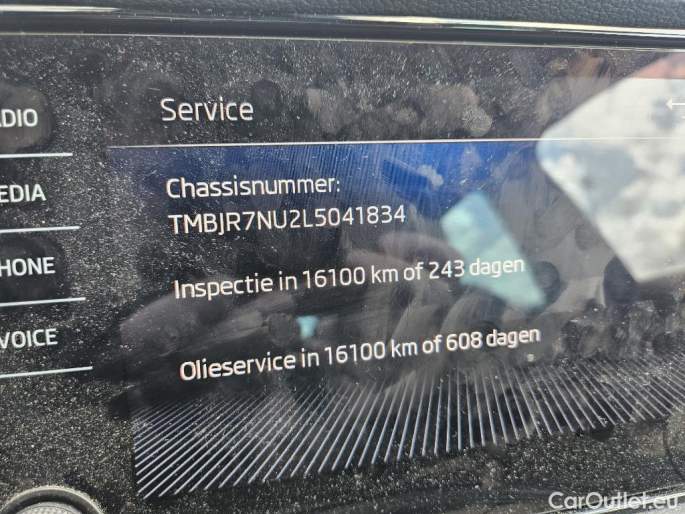 Service
ADIO
Chassisnummer:
EDIA
TMBJR7NU2L5041834
HONE
Inspectie in 16100 km of 243 dagen
VOICE
Olieservice in 16100 km of 608 dagen
CarOutlet.eu